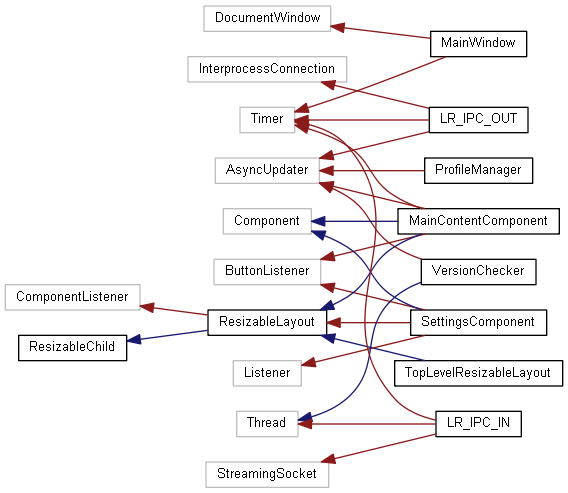 DocumentWindow
MainWindow
InterprocessConnection
Timer
LR_IPC_OUT
AsyncUpdater
ProfileManager
Component
MainContentComponent
ButtonListener
VersionChecker
ComponentListener
ResizableLayout
SettingsComponent
ResizableChild
Listener
TopLevelResizableLayout
Thread
LR_IPC_IN
StreamingSocket